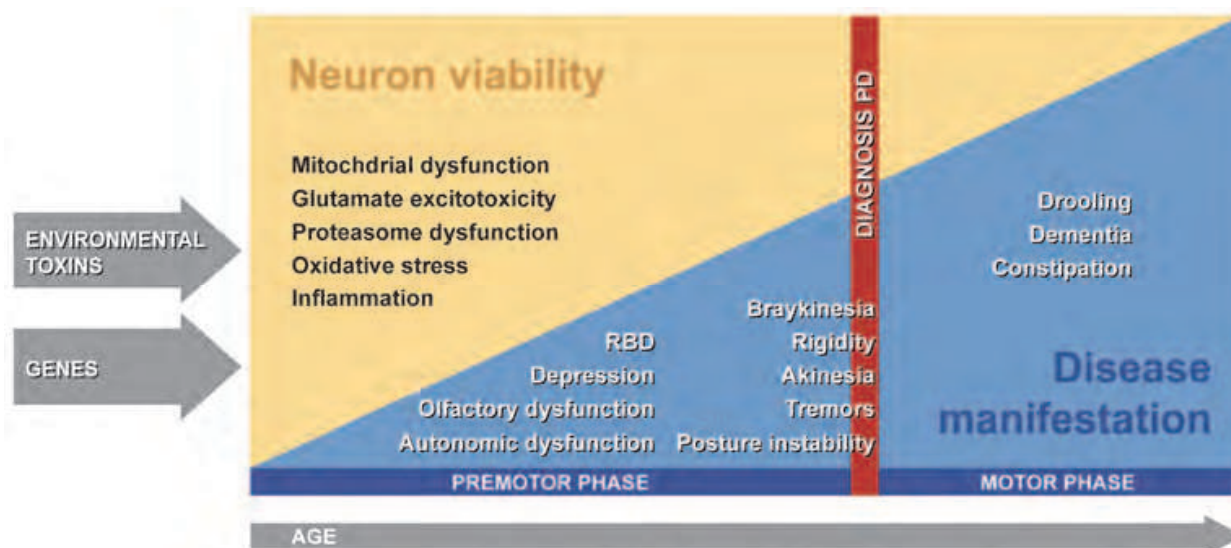 Neuron viability
Mitochdrial dysfunction
Glutamate excitotoxicity
Proteasome dysfunction
Oxidative stress
Inflammation
ENVIRONMENTAL
TOXINS
GENES
RBD
Depression
Olfactory dysfunction
Autonomic dysfunction
Braykinesia
Rigidity
Akinesia
Tremors
Posture instability
DIAGNOSIS PD
Drooling
Dementia
Constipation
Disease
manifestation
PREMOTOR PHASE
MOTOR PHASE
AGE